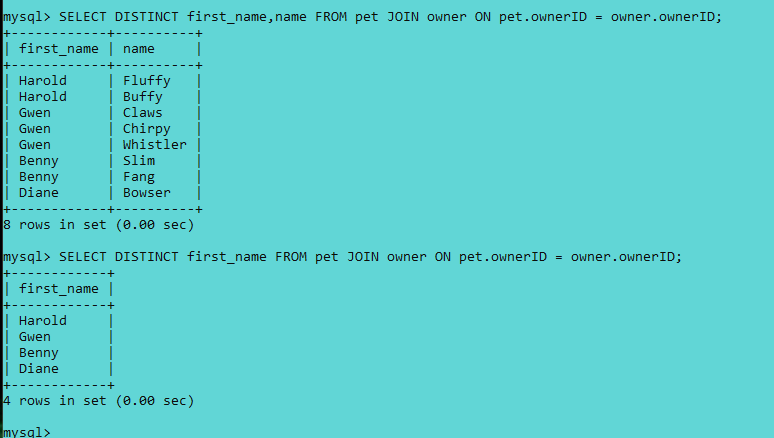 mysql> SELECT DISTINCT first_name,name FROM pet JOIN owner ON pet.ownerID = owner.ownerID;
+------------+----------+
| first_name | name     |
+------------+----------+
| Harold     | Fluffy   |
| Harold     | Buffy    |
| Gwen       | Claws    |
| Gwen       | Chirpy   |
| Gwen       | Whistler |
| Benny      | Slim     |
| Benny      | Fang     |
| Diane      | Bowser   |
+------------+----------+
8 rows in set (0.00 sec)
mysql> SELECT DISTINCT first_name FROM pet JOIN owner ON pet.ownerID = owner.ownerID;
+------------+
| first_name |
+------------+
| Harold     |
| Gwen       |
| Benny      |
| Diane      |
+------------+
4 rows in set (0.00 sec)
mysql>